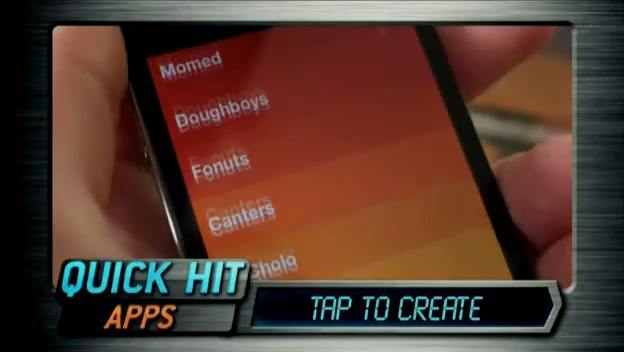 Momed
Doughboys
Fonuts
Canters
Cholo
QUICK HIT
APPS
TAP TO CREATE